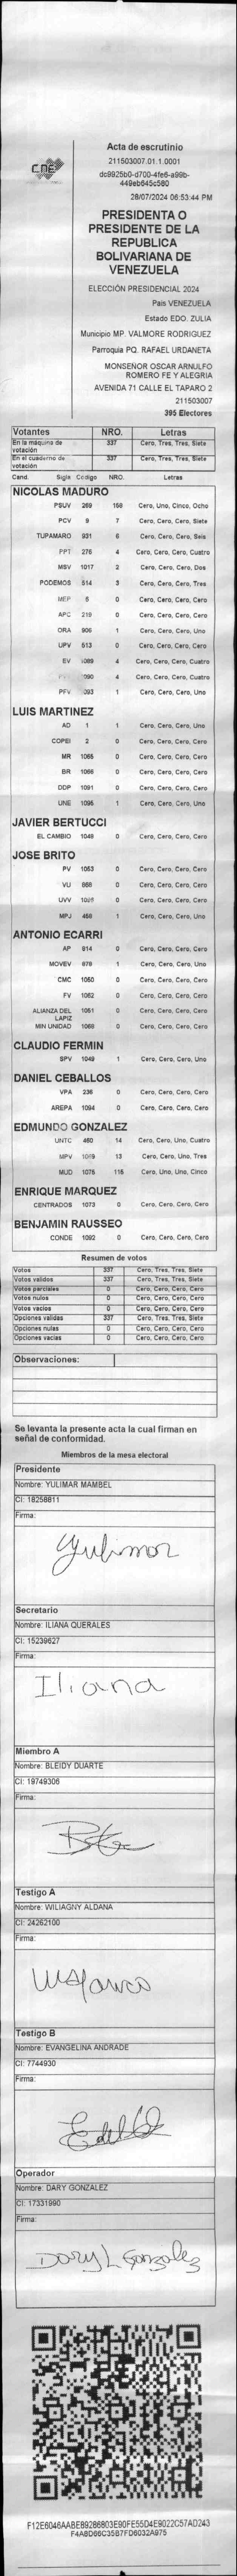 CNE
Acta de escrutinio
211503007.01.1.0001
dc9925b0-d700-4fe6-a99b-
449eb645c580
28/07/2024 06:53:44 PM
PRESIDENTA O
PRESIDENTE DE LA
REPUBLICA
BOLIVARIANA DE
VENEZUELA
ELECCIÓN PRESIDENCIAL 2024
Pais VENEZUELA
Estado EDO. ZULIA
Municipio MP. VALMORE RODRIGUEZ
Parroquia PQ. RAFAEL URDANETA
MONSEÑOR OSCAR ARNULFO
ROMERO FE Y ALEGRIA
AVENIDA 71 CALLE EL TAPARO 2
211503007
395 Electores
Votantes NRO. Letras
En la máquina de votación 337 Cero, Tres, Tres, Siete
En el cuaderno de votación 337 Cero, Tres, Tres, Siete
Cand. Sigla Código NRO. Letras
NICOLAS MADURO
PSUV 269 158 Cero, Uno, Cinco, Ocho
PCV 9 7 Cero, Cero, Cero, Siete
TUPAMARO 931 6 Cero, Cero, Cero, Seis
PPT 275 4 Cero, Cero, Cero, Cuatro
MSV 1017 2 Cero, Cero, Cero, Dos
PODEMOS 514 3 Cero, Cero, Cero, Tres
MEP 5 0 Cero, Cero, Cero, Cero
APC 219 0 Cero, Cero, Cero, Cero
ORA 906 1 Cero, Cero, Cero, Uno
UPV 513 0 Cero, Cero, Cero, Cero
EV 1089 4 Cero, Cero, Cero, Cuatro
1090 4 Cero, Cero, Cero, Cuatro
PFV 1093 1 Cero, Cero, Cero, Uno
LUIS MARTINEZ
AD 1 1 Cero, Cero, Cero, Uno
COPEI 2 0 Cero, Cero, Cero, Cero
MR 1065 0 Cero, Cero, Cero, Cero
BR 1066 0 Cero, Cero, Cero, Cero
DDP 1091 0 Cero, Cero, Cero, Cero
UNE 1095 1 Cero, Cero, Cero, Uno
JAVIER BERTUCCI
EL CAMBIO 1049 0 Cero, Cero, Cero, Cero
JOSE BRITO
PV 1053 0 Cero, Cero, Cero, Cero
VU 868 0 Cero, Cero, Cero, Cero
UVV 0 Cero, Cero, Cero, Cero
MPJ 458 1 Cero, Cero, Cero, Uno
ANTONIO ECARRI
AP 814 0 Cero, Cero, Cero, Cero
MOVEV 979 1 Cero, Cero, Cero, Uno
CMC 1050 0 Cero, Cero, Cero, Cero
FV 1062 0 Cero, Cero, Cero, Cero
ALIANZA DEL LAPIZ 1051 0 Cero, Cero, Cero, Cero
MIN UNIDAD 1068 0 Cero, Cero, Cero, Cero
CLAUDIO FERMIN
SPV 1048 1 Cero, Cero, Cero, Uno
DANIEL CEBALLOS
VPA 236 0 Cero, Cero, Cero, Cero
AREPA 1094 0 Cero, Cero, Cero, Cero
EDMUNDO GONZALEZ
UNTC 460 14 Cero, Cero, Uno, Cuatro
MPV 1069 13 Cero, Cero, Uno, Tres
MUD 1075 115 Cero, Uno, Uno, Cinco
ENRIQUE MARQUEZ
CENTRADOS 1073 0 Cero, Cero, Cero, Cero
BENJAMIN RAUSSEO
CONDE 1092 0 Cero, Cero, Cero, Cero
Resumen de votos
Votos 337 Cero, Tres, Tres, Siete
Votos validos 337 Cero, Tres, Tres, Siete
Votos parciales 0 Cero, Cero, Cero, Cero
Votos nulos 0 Cero, Cero, Cero, Cero
Votos vacios 0 Cero, Cero, Cero, Cero
Opciones validas 337 Cero, Tres, Tres, Siete
Opciones nulas 0 Cero, Cero, Cero, Cero
Opciones vacias 0 Cero, Cero, Cero, Cero
Observaciones:
Se levanta la presente acta la cual firman en
señal de conformidad.
Miembros de la mesa electoral
Presidente
Nombre: YULIMAR MAMBEL
CI: 18258811
Firma:
Yulimar
Secretario
Nombre: ILIANA QUERALES
CI: 15239627
Firma:
Iliana
Miembro A
Nombre: BLEIDY DUARTE
CI: 19749306
Firma:
Testigo A
Nombre: WILIAGNY ALDANA
CI: 24262100
Firma:
Testigo B
Nombre: EVANGELINA ANDRADE
CI: 7744930
Firma:
Operador
Nombre: DARY GONZALEZ
CI: 17331990
Firma:
Dary L Gonzalez
F12E6046AABE89286803E90FE55D4E9022C57AD243
F4A8D66C35B7FD6032A975